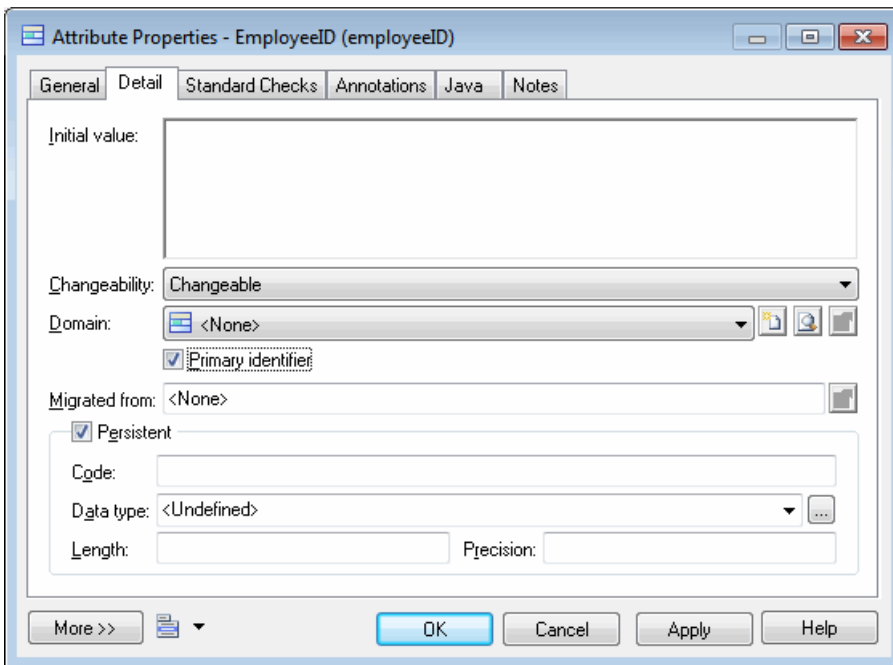 Attribute Properties - EmployeeID (employeeID)
General Detail Standard Checks Annotations Java Notes
Initial value:
Changeability: Changeable
Domain: <None>
Primary identifier
Migrated from: <None>
Persistent
Code:
Data type: <Undefined> ...
Length: Precision:
More >> OK Cancel Apply Help